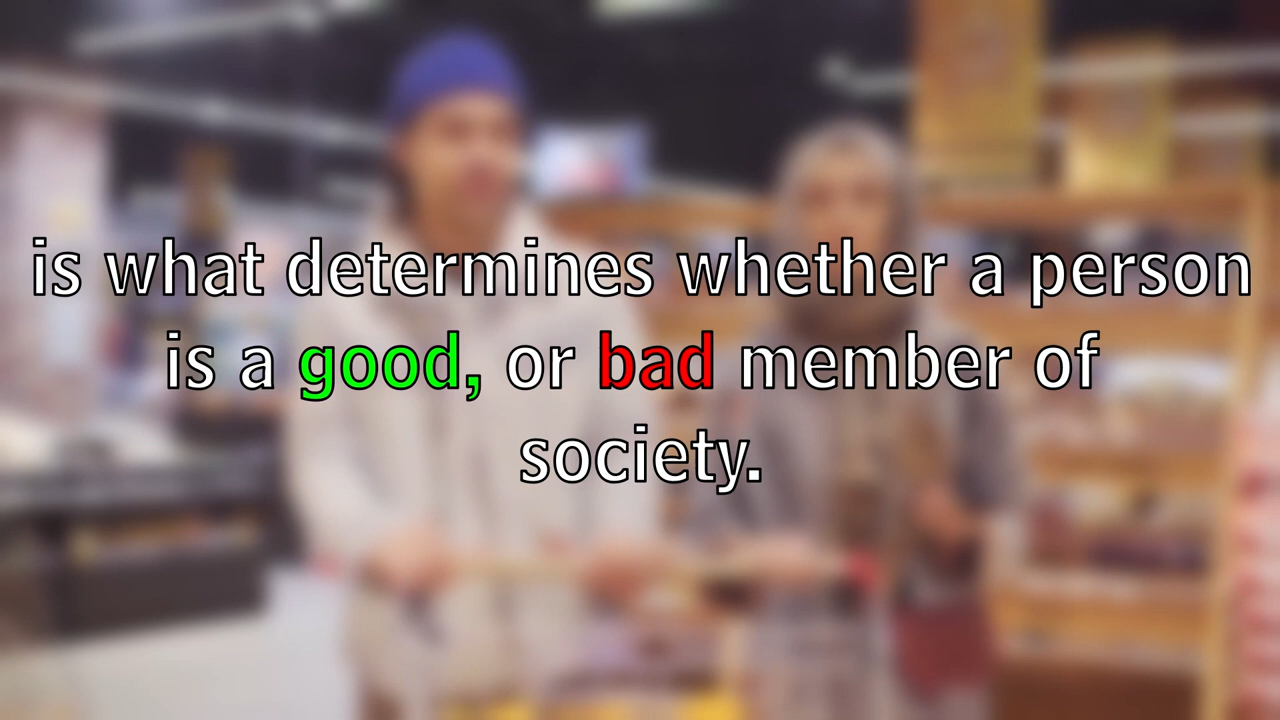 is what determines whether a person
is a good, or bad member of
society.